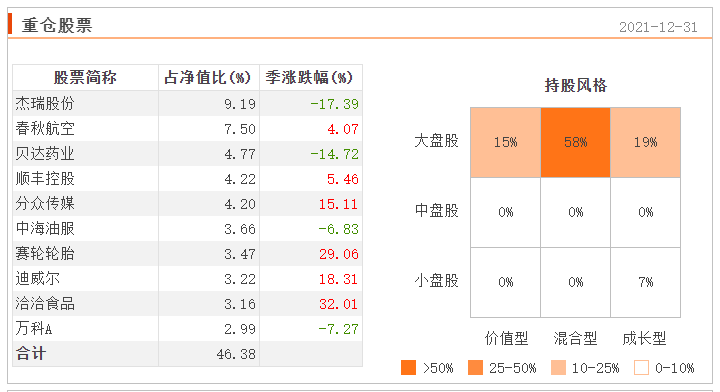 重仓股票 2021-12-31
股票简称 占净值比(%) 季涨跌幅(%)
杰瑞股份 9.19 -17.39
春秋航空 7.50 4.07
贝达药业 4.77 -14.72
顺丰控股 4.22 5.46
分众传媒 4.20 15.11
中海油服 3.66 -6.83
赛轮轮胎 3.47 29.06
迪威尔 3.22 18.31
洽洽食品 3.16 32.01
万科A 2.99 -7.27
合计 46.38
持股风格
大盘股 15% 58% 19%
中盘股 0% 0% 0%
小盘股 0% 0% 7%
价值型 混合型 成长型
>50% 25-50% 10-25% 0-10%